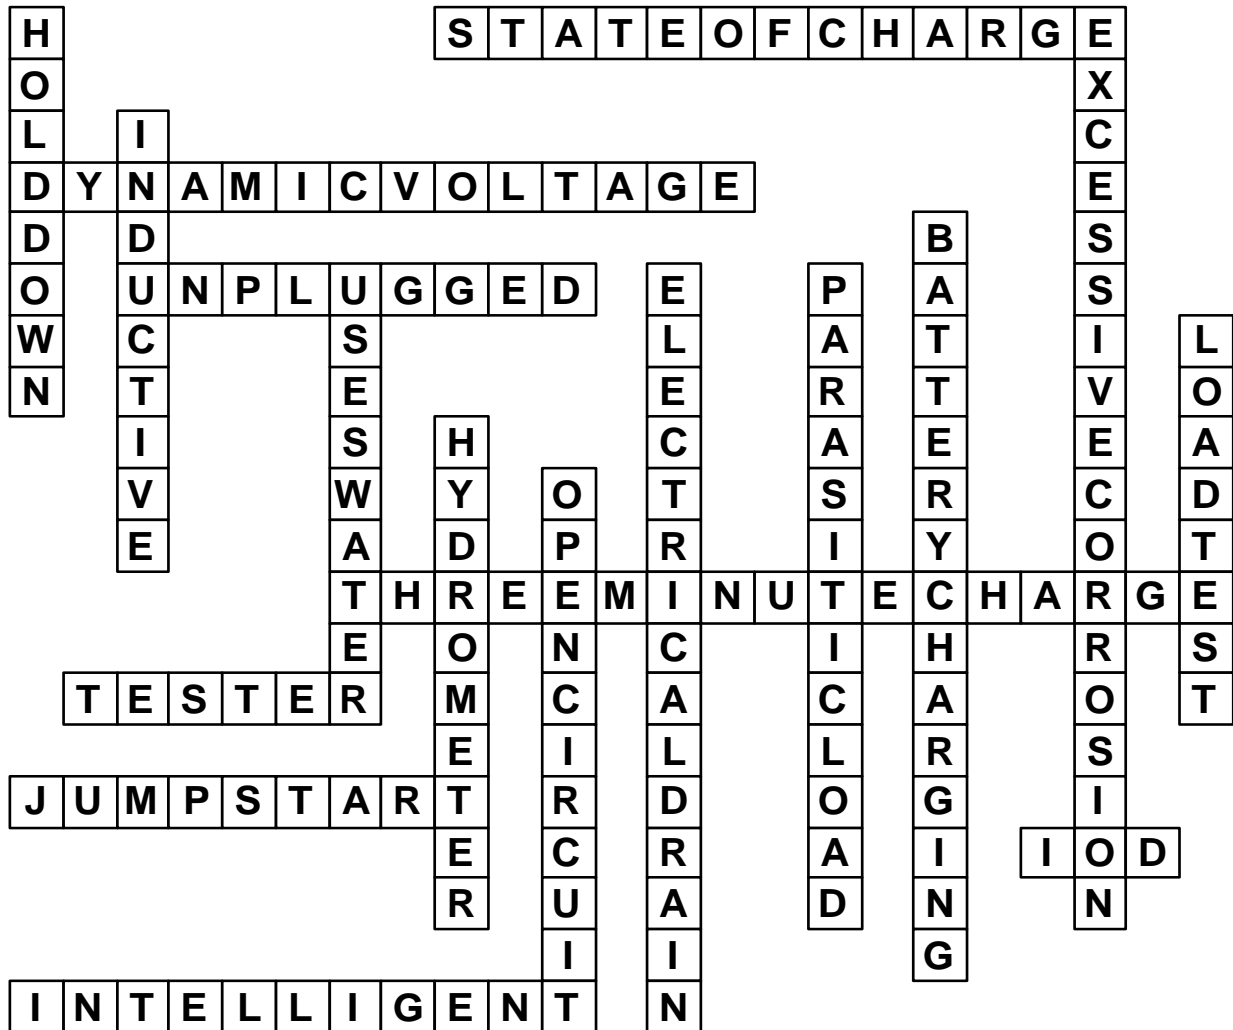 HOLDDOWN
STATEOFCHARGE
EXCESSIVECORROSION
INDUCTIVE
DYNAMICVOLTAGE
BATTERYCHARGING
UNPLUGGED
USESWATER
ELECTRICALDRAIN
PARASITICLOAD
LOADTEST
HYDROMETER
OPENCIRCUIT
THREEMINUTECHARGE
TESTER
JUMPSTART
IOD
INTELLIGENT